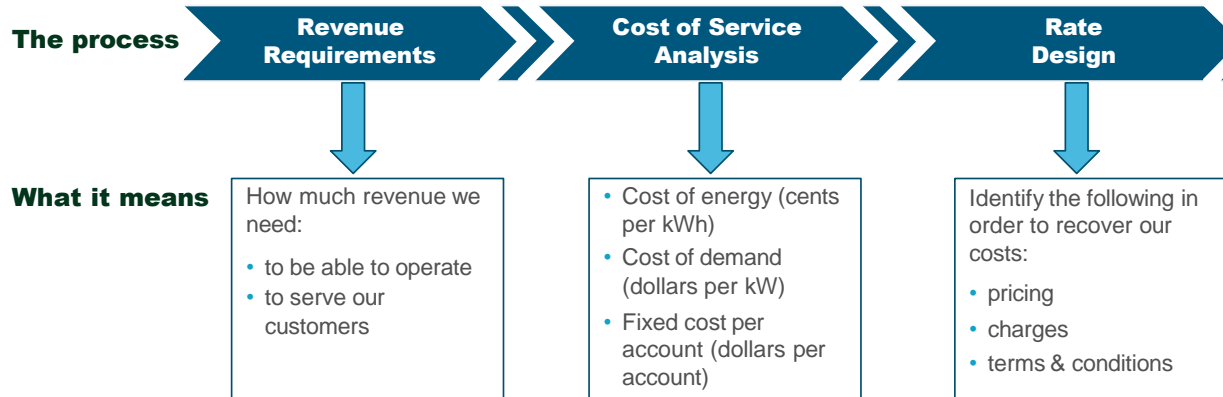 The process
Revenue
Requirements
Cost of Service
Analysis
Rate
Design
What it means
How much revenue we
need:
• to be able to operate
• to serve our
customers
• Cost of energy (cents
per kWh)
• Cost of demand
(dollars per kW)
• Fixed cost per
account (dollars per
account)
Identify the following in
order to recover our
costs:
• pricing
• charges
• terms & conditions